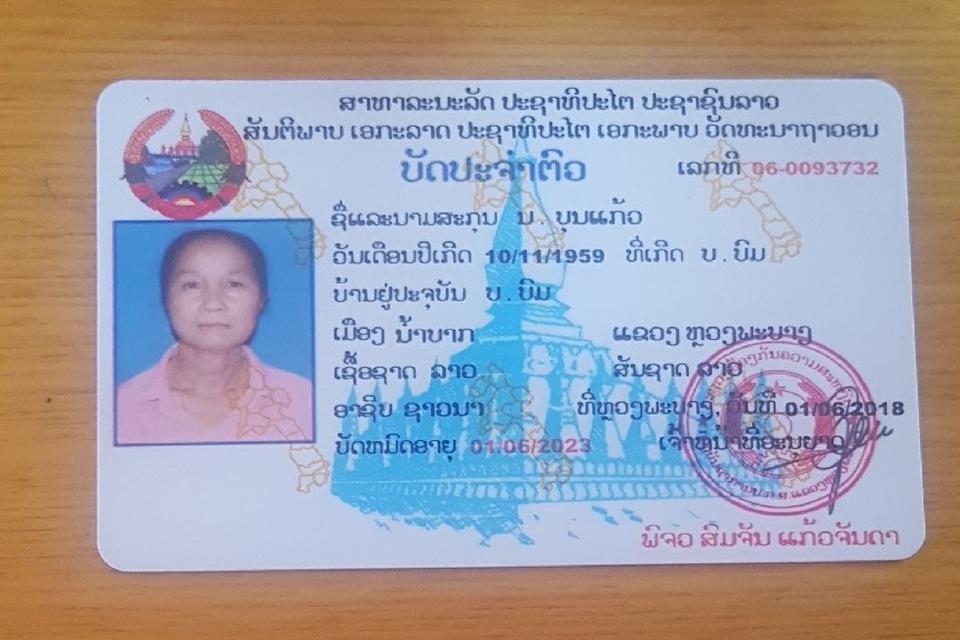 ສາທາລະນະລັດ ປະຊາທິປະໄຕ ປະຊາຊົນລາວ
ສັນຕິພາບ ເອກະລາດ ປະຊາທິປະໄຕ ເອກະພາບ ວັດທະນາຖາວອນ
ບັດປະຈຳຕົວ ເລກທີ 06-0093732
ຊື່ແລະນາມສະກຸນ ນ. ບຸນແກ້ວ
ວັນເດືອນປີເກີດ 10/11/1959 ທີ່ເກີດ ບ.ບົມ
ບ້ານຢູ່ປະຈຸບັນ ບ.ບົມ
ເມືອງ ນ້ຳບາກ ແຂວງ ຫຼວງພະບາງ
ເຊື້ອຊາດ ລາວ ສັນຊາດ ລາວ
ອາຊີບ ຊາວນາ ທີ່ຫຼວງພະບາງ, ວັນທີ 01/06/2018
ບັດຫມົດອາຍຸ 01.06/2023 ເຈົ້າຫນ້າທີ່ອະນຸຍາດ
ພົຈວ ສົມຈັນ ແກ້ວຈັນດາ